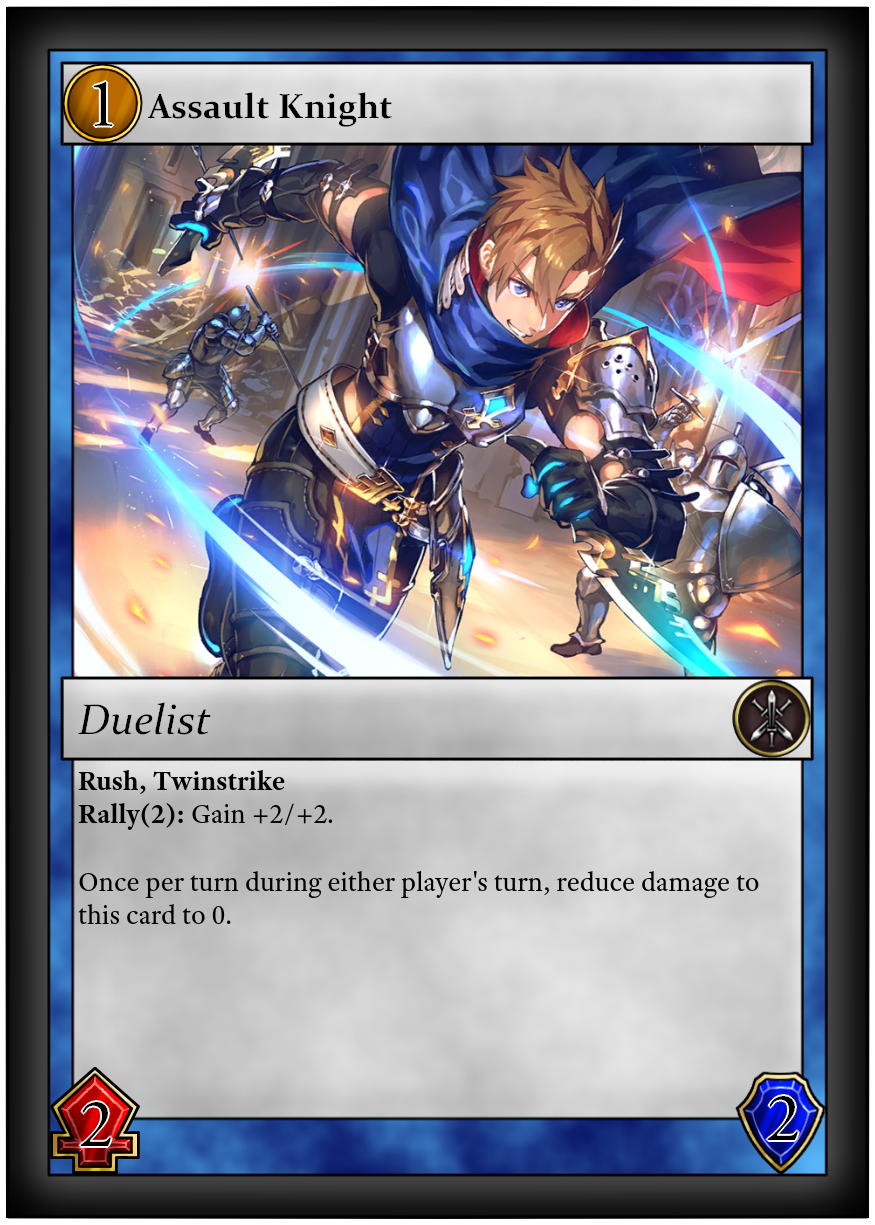 1
Assault Knight
Duelist
Rush, Twinstrike
Rally(2): Gain +2/+2.
Once per turn during either player's turn, reduce damage to
this card to 0.
2
2